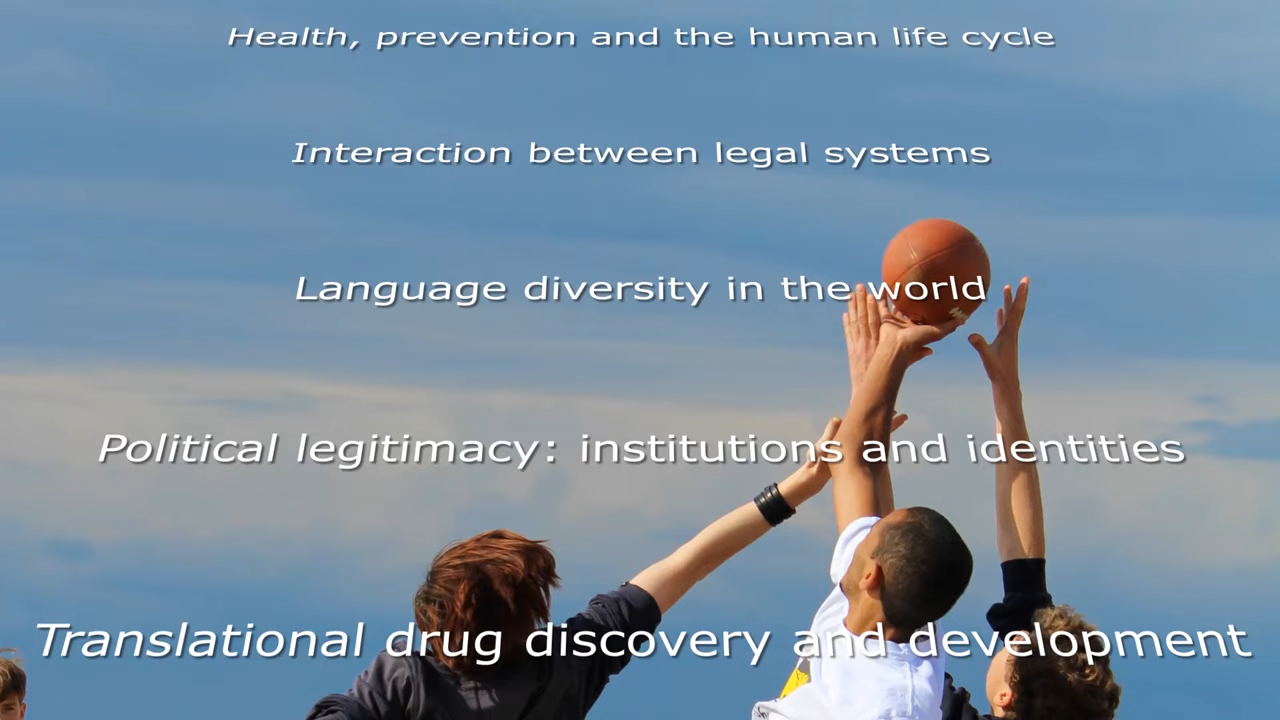 Health, prevention and the human life cycle
Interaction between legal systems
Language diversity in the world
Political legitimacy: institutions and identities
Translational drug discovery and development